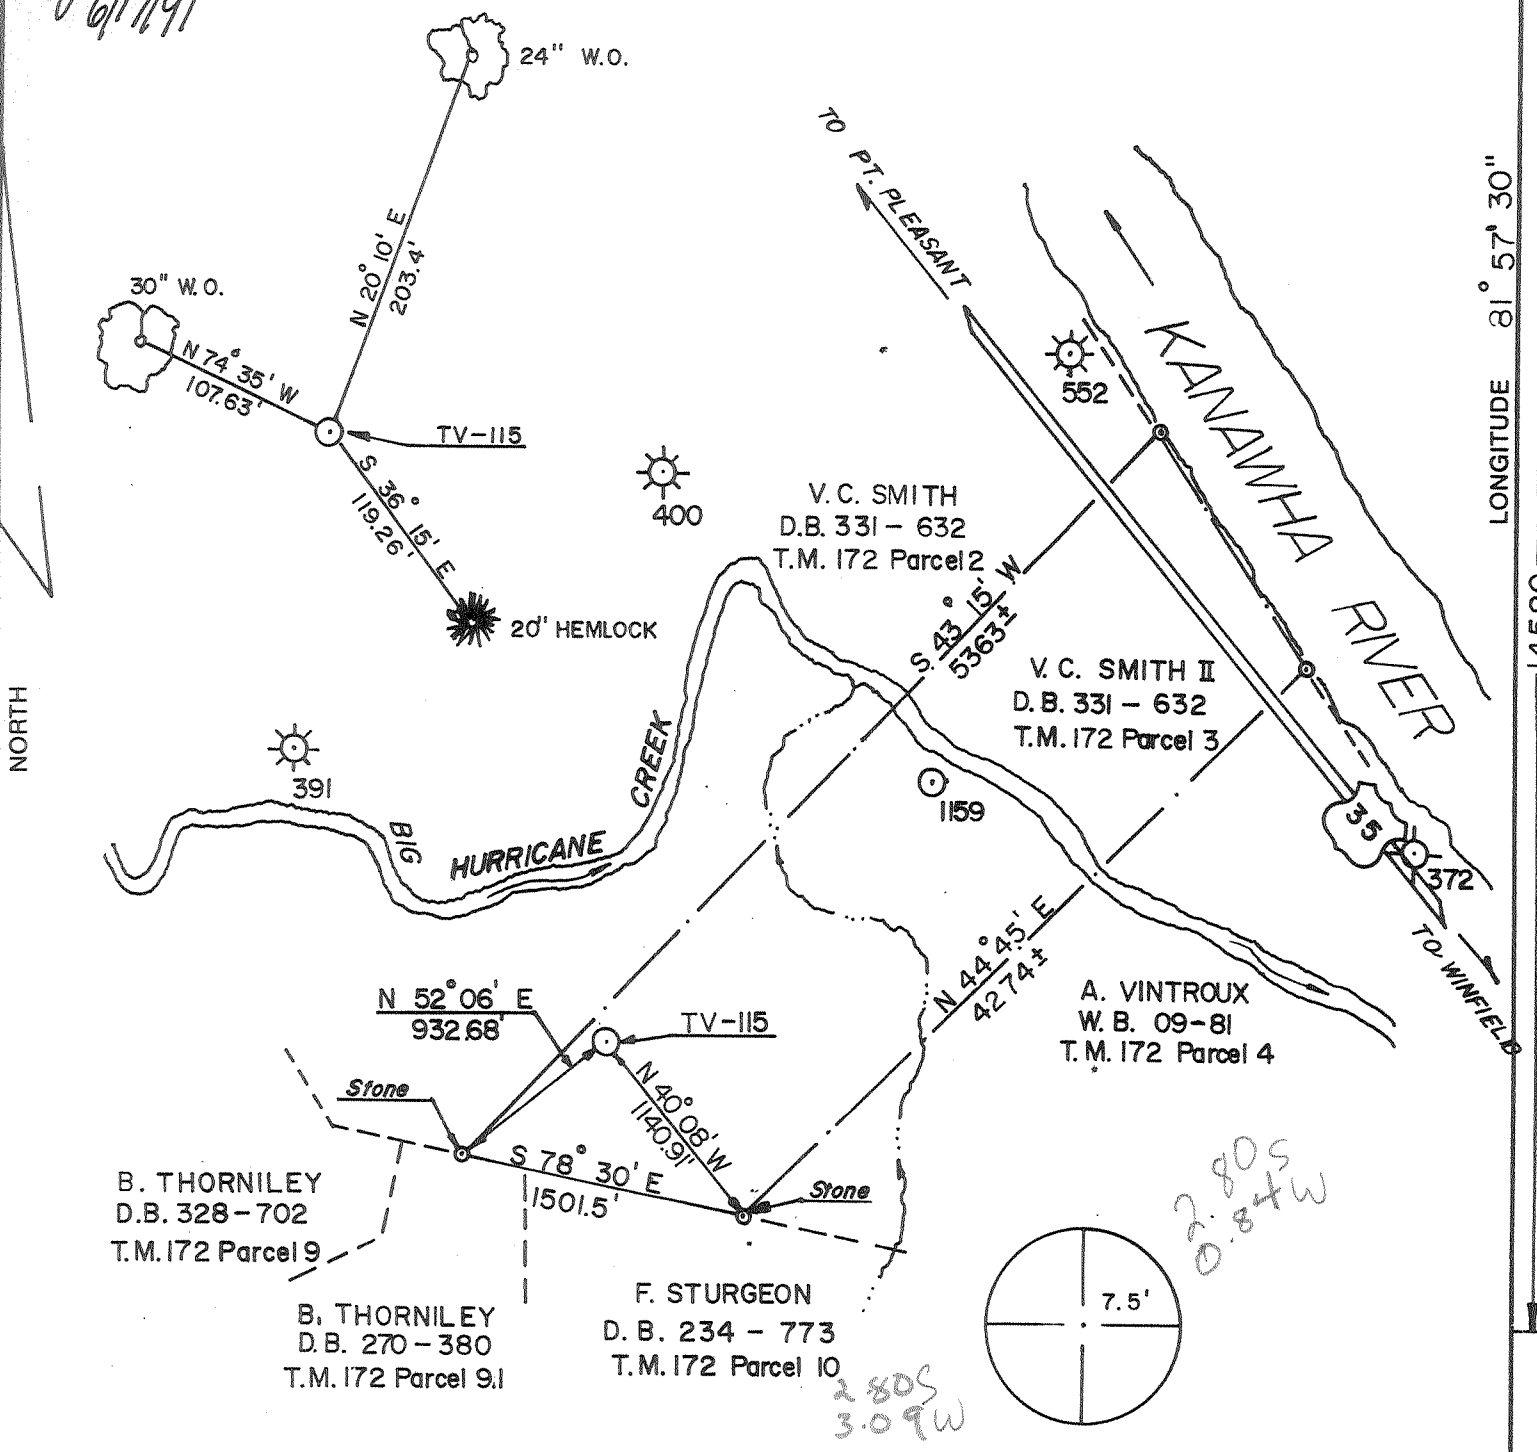 24" W.O.
N 20° 10' E
203.4'
30" W.O.
N 74° 35' W
107.63'
TV-115
S 36° 15' E
119.26'
20" HEMLOCK
400
391
NORTH
TO PT. PLEASANT
552
KANAWHA RIVER
LONGITUDE 81° 57' 30"
V. C. SMITH
D.B. 331 - 632
T.M. 172 Parcel 2
S 43° 15' W
5363±
V. C. SMITH II
D.B. 331 - 632
T.M. 172 Parcel 3
BIG HURRICANE CREEK
1159
35
372
TO WINFIELD
N 44° 45' E
4274±
A. VINTROUX
W.B. 09-81
T.M. 172 Parcel 4
N 52° 06' E
932.68'
TV-115
N 40° 08' W
1140.91'
Stone
S 78° 30' E
1501.5'
Stone
B. THORNILEY
D.B. 328-702
T.M. 172 Parcel 9
B. THORNILEY
D.B. 270-380
T.M. 172 Parcel 9.1
F. STURGEON
D.B. 234 - 773
T.M. 172 Parcel 10
7.5'
2.80S
0.84W
2.80S
3.09W